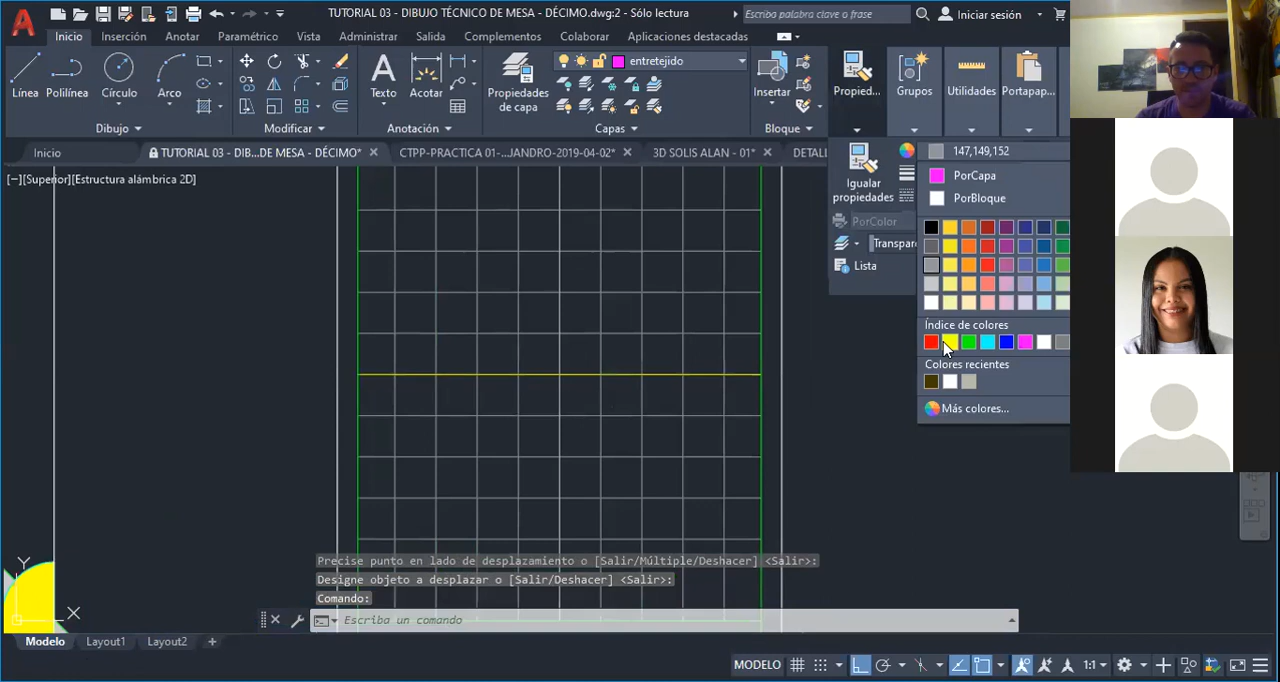 TUTORIAL 03 - DIBUJO TÉCNICO DE MESA - DÉCIMO.dwg:2 - Sólo lectura
Escriba palabra clave o frase
Iniciar sesión
Inicio Inserción Anotar Paramétrico Vista Administrar Salida Complementos Colaborar Aplicaciones destacadas
entretejido
Línea Polilínea Círculo Arco
Texto Acotar
Propiedades de capa
Insertar
Propied... Grupos Utilidades Portapap...
Dibujo Modificar Anotación Capas Bloque
Inicio
TUTORIAL 03 - DIB...DE MESA - DÉCIMO*
CTPP-PRACTICA 01-...JANDRO-2019-04-02*
3D SOLIS ALAN - 01*
DETALL
[−][Superior][Estructura alámbrica 2D]
Igualar
propiedades
PorColor
Transpare
Lista
147,149,152
PorCapa
PorBloque
Índice de colores
Colores recientes
Más colores...
Precise punto en lado de desplazamiento o [Salir/Múltiple/Deshacer] <Salir>:
Designe objeto a desplazar o [Salir/Deshacer] <Salir>:
Comando:
Escriba un comando
Y
X
Modelo Layout1 Layout2 +
MODELO
1:1